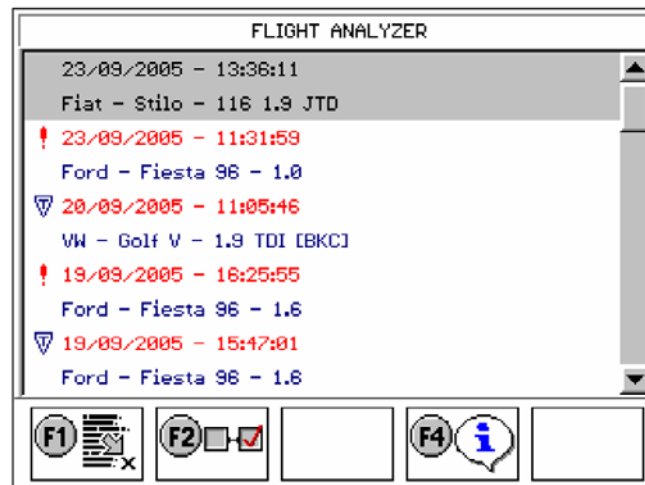 FLIGHT ANALYZER
23/09/2005 - 13:36:11
Fiat - Stilo - 116 1.9 JTD
! 23/09/2005 - 11:31:59
Ford - Fiesta 96 - 1.0
T 20/09/2005 - 11:05:46
VW - Golf V - 1.9 TDI [BKC]
! 19/09/2005 - 16:25:55
Ford - Fiesta 96 - 1.6
T 19/09/2005 - 15:47:01
Ford - Fiesta 96 - 1.6
F1 x F2 F4 i